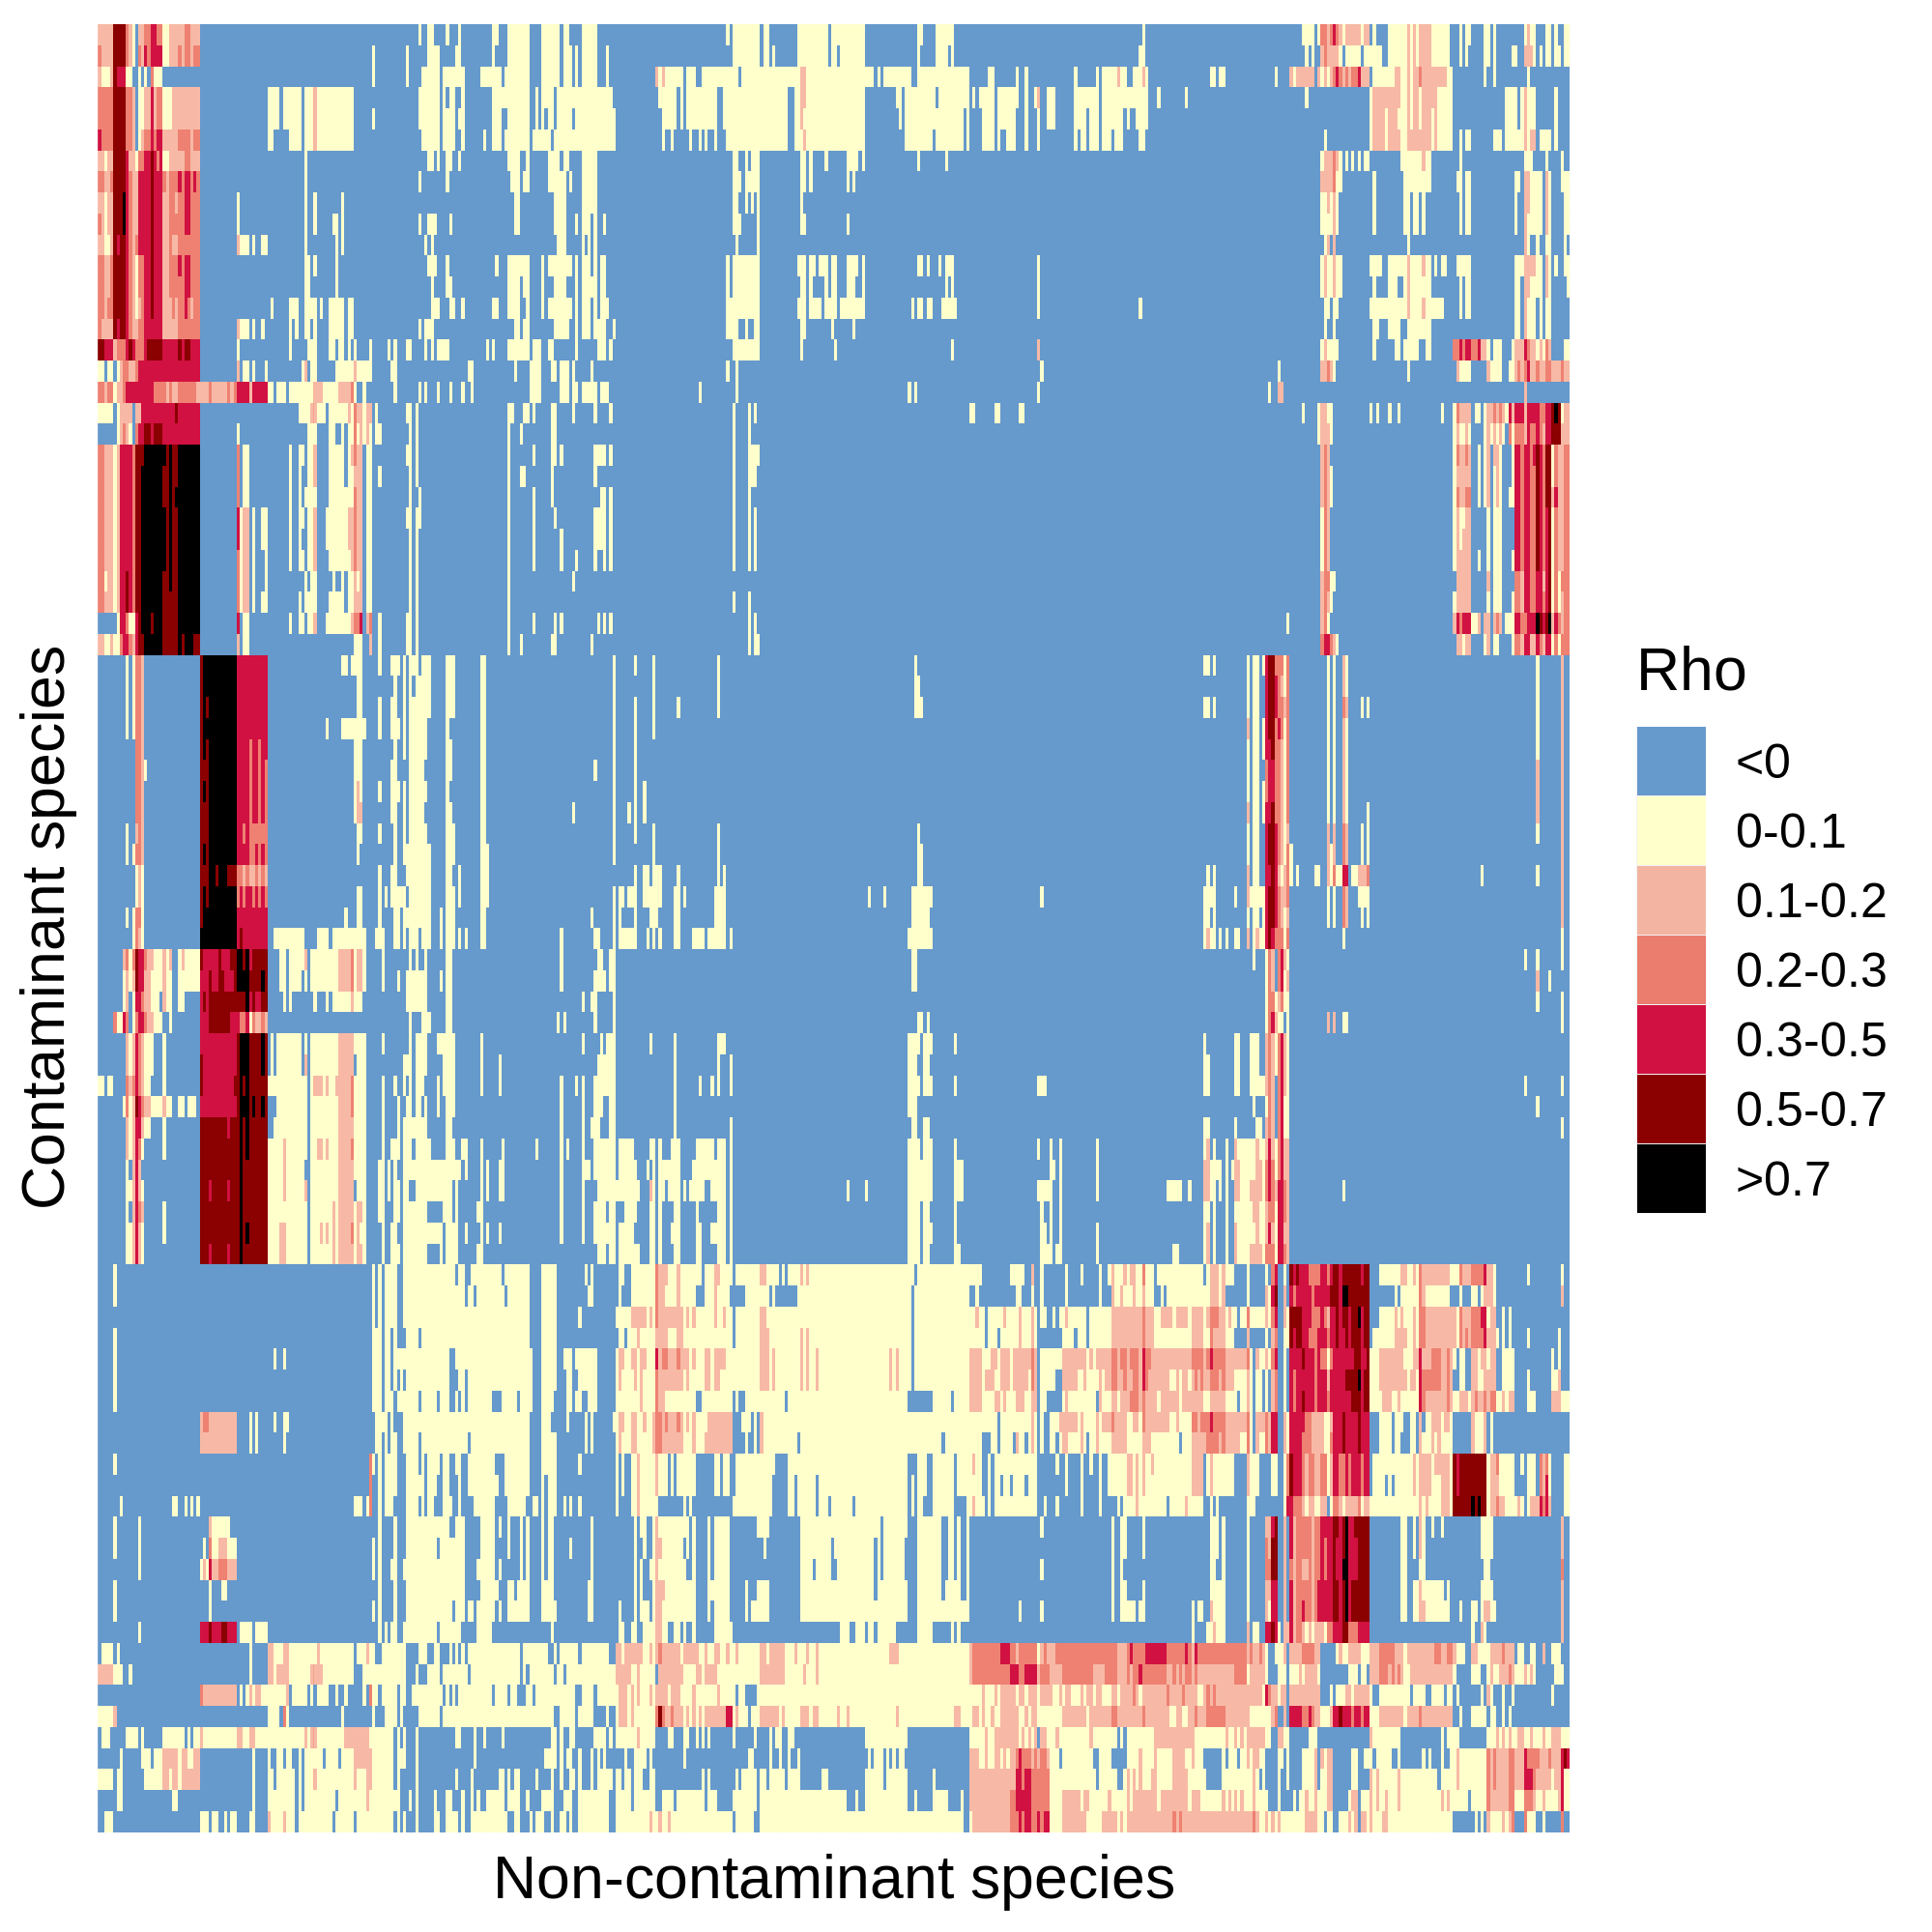 Contaminant species
Non-contaminant species
Rho
<0
0-0.1
0.1-0.2
0.2-0.3
0.3-0.5
0.5-0.7
>0.7